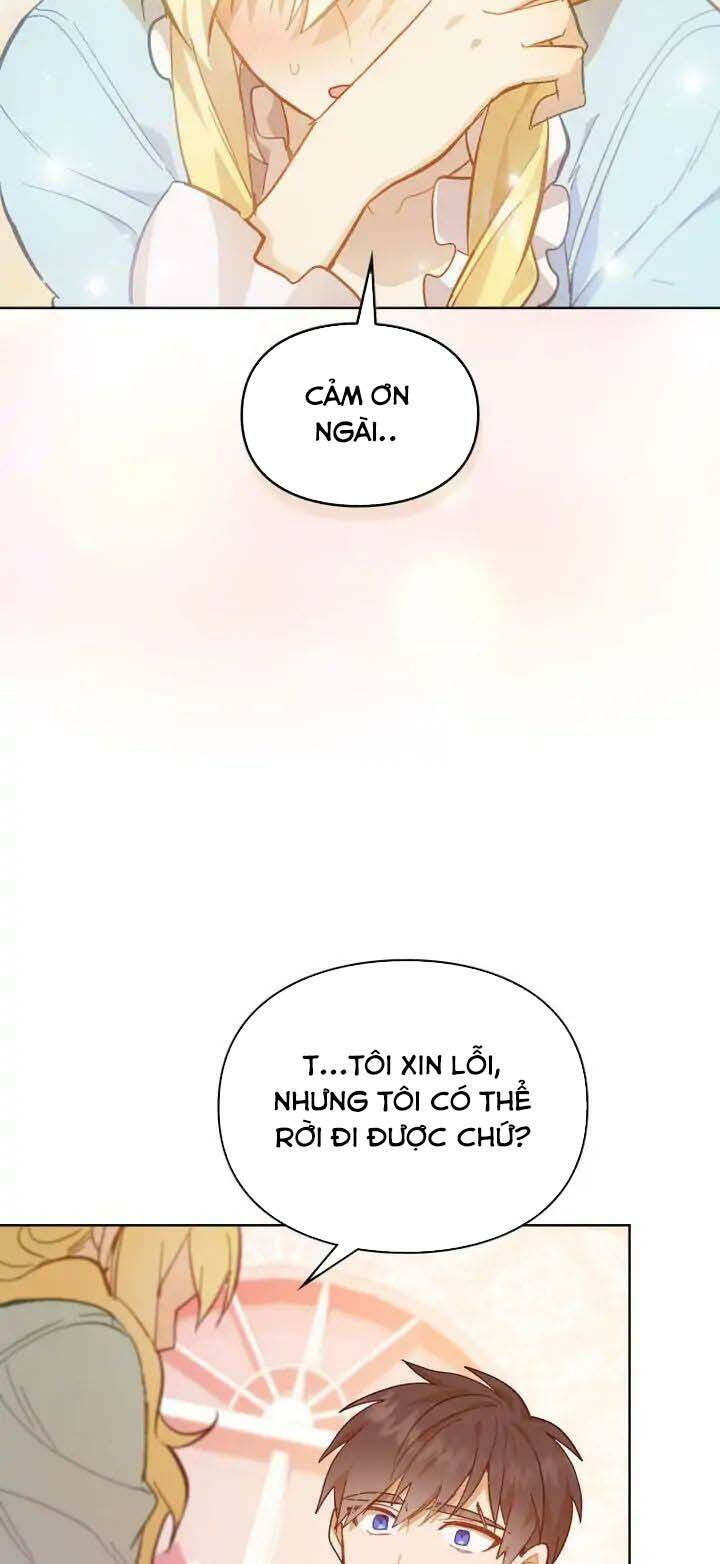 CẢM ƠN
NGÀI..
T...TÔI XIN LỖI,
NHƯNG TÔI CÓ THỂ
RỜI ĐI ĐƯỢC CHỨ?